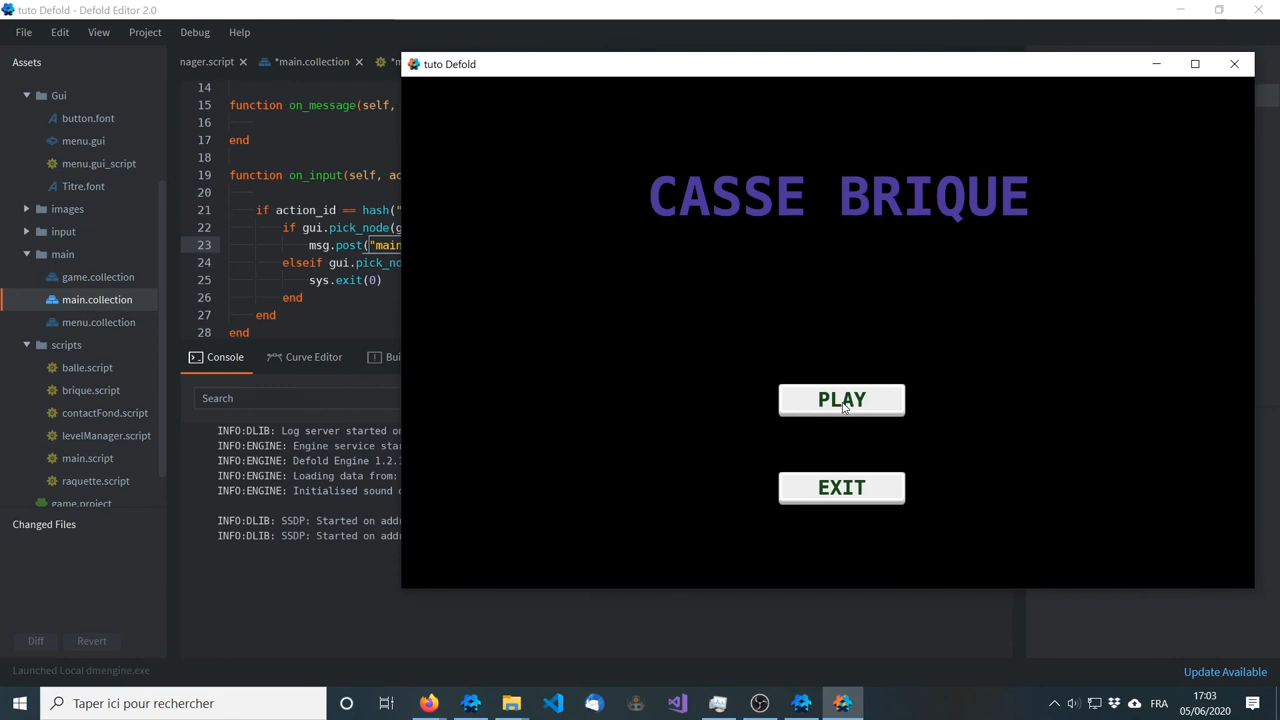 tuto Defold - Defold Editor 2.0
File Edit View Project Debug Help
Assets
Gui
button.font
menu.gui
menu.gui_script
Titre.font
images
input
main
game.collection
main.collection
menu.collection
scripts
balle.script
brique.script
contactFond.script
levelManager.script
main.script
raquette.script
game.project
Changed Files
Diff Revert
Launched Local dmengine.exe
nager.script *main.collection
14
15 function on_message(self,
16
17 end
18
19 function on_input(self, ac
20
21 if action_id == hash("
22 if gui.pick_node(g
23 msg.post("main
24 elseif gui.pick_no
25 sys.exit(0)
26 end
27 end
28 end
Console Curve Editor Bui
Search
INFO:DLIB: Log server started on
INFO:ENGINE: Engine service star
INFO:ENGINE: Defold Engine 1.2.1
INFO:ENGINE: Loading data from:
INFO:ENGINE: Initialised sound d
INFO:DLIB: SSDP: Started on addr
INFO:DLIB: SSDP: Started on addr
tuto Defold
CASSE BRIQUE
PLAY
EXIT
Update Available
Taper ici pour rechercher
FRA
17:03
05/06/2020